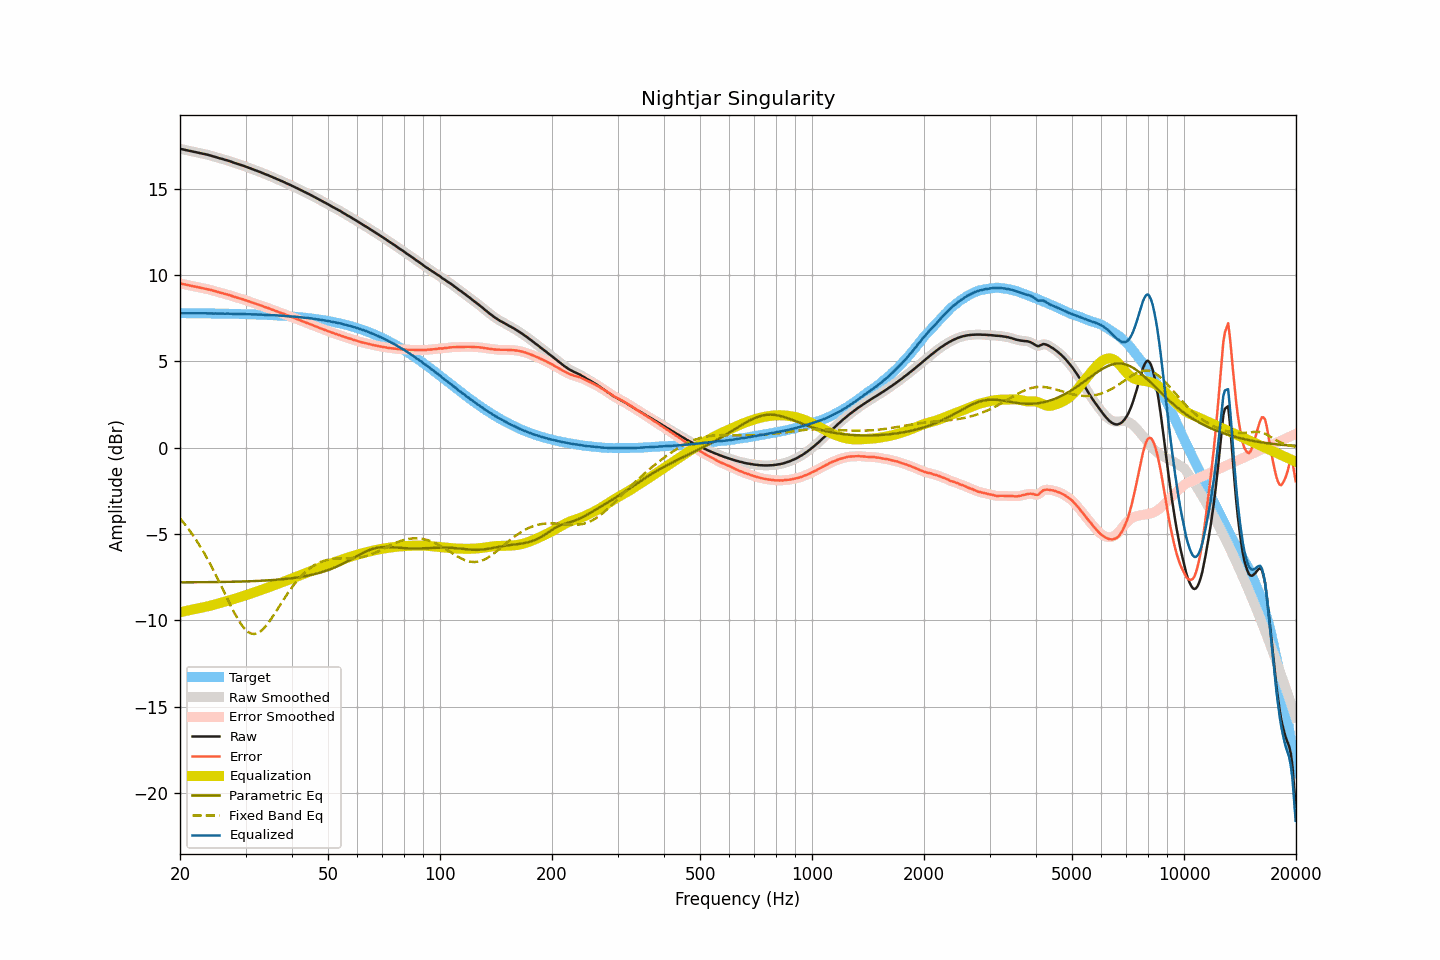 Nightjar Singularity
Amplitude (dBr)
15
10
5
0
−5
−10
−15
−20
Target
Raw Smoothed
Error Smoothed
Raw
Error
Equalization
Parametric Eq
Fixed Band Eq
Equalized
20 50 100 200 500 1000 2000 5000 10000 20000
Frequency (Hz)